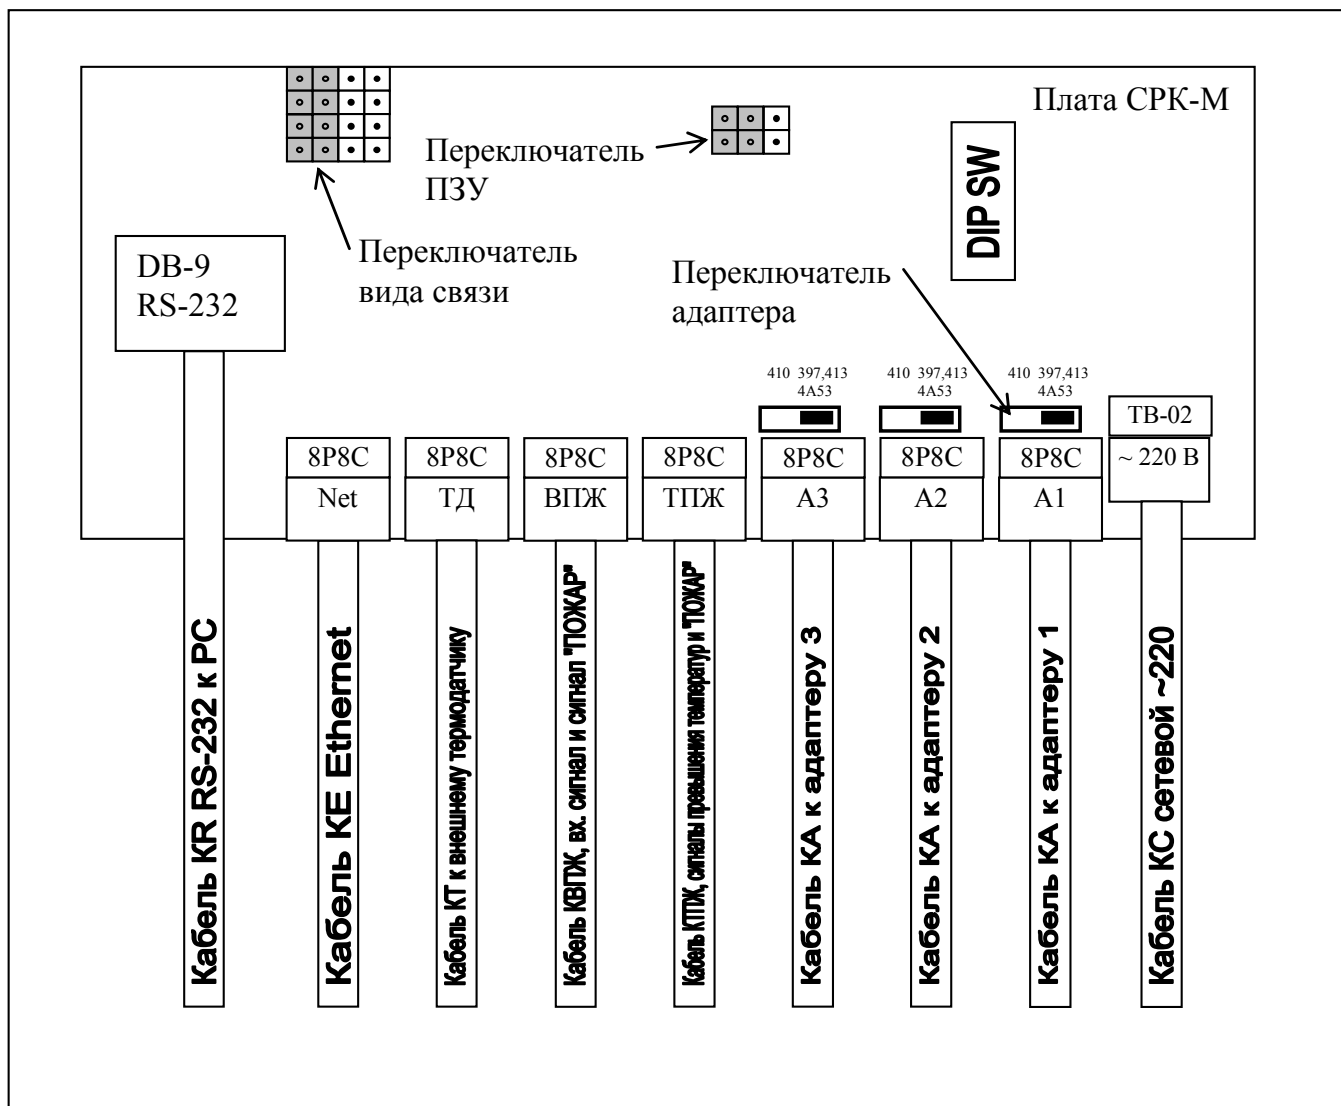 Плата СРК-М
Переключатель
ПЗУ
DIP SW
DB-9
RS-232
Переключатель
вида связи
Переключатель
адаптера
410 397,413
4A53
410 397,413
4A53
410 397,413
4A53
ТВ-02
~ 220 В
8P8C
Net
8P8C
ТД
8P8C
ВПЖ
8P8C
ТПЖ
8P8C
А3
8P8C
А2
8P8C
А1
Кабель KR RS-232 к PC
Кабель KE Ethernet
Кабель КТ к внешнему термодатчику
Кабель КВПЖ, вх. сигнал и сигнал "ПОЖАР"
Кабель КТПЖ, сигналы превышения температур и "ПОЖАР"
Кабель КА к адаптеру 3
Кабель КА к адаптеру 2
Кабель КА к адаптеру 1
Кабель КС сетевой ~220